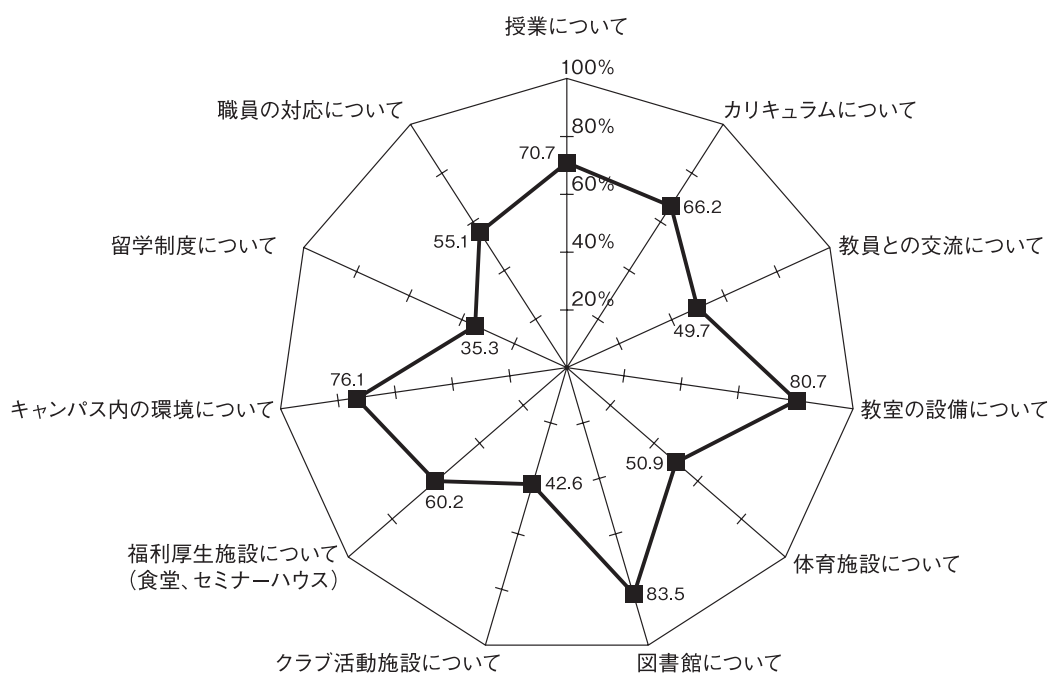 授業について
100%
職員の対応について
カリキュラムについて
80%
70.7
60%
66.2
55.1
留学制度について
40%
教員との交流について
20%
49.7
35.3
76.1
80.7
キャンパス内の環境について
教室の設備について
50.9
42.6
60.2
福利厚生施設について
(食堂、セミナーハウス)
体育施設について
83.5
クラブ活動施設について
図書館について